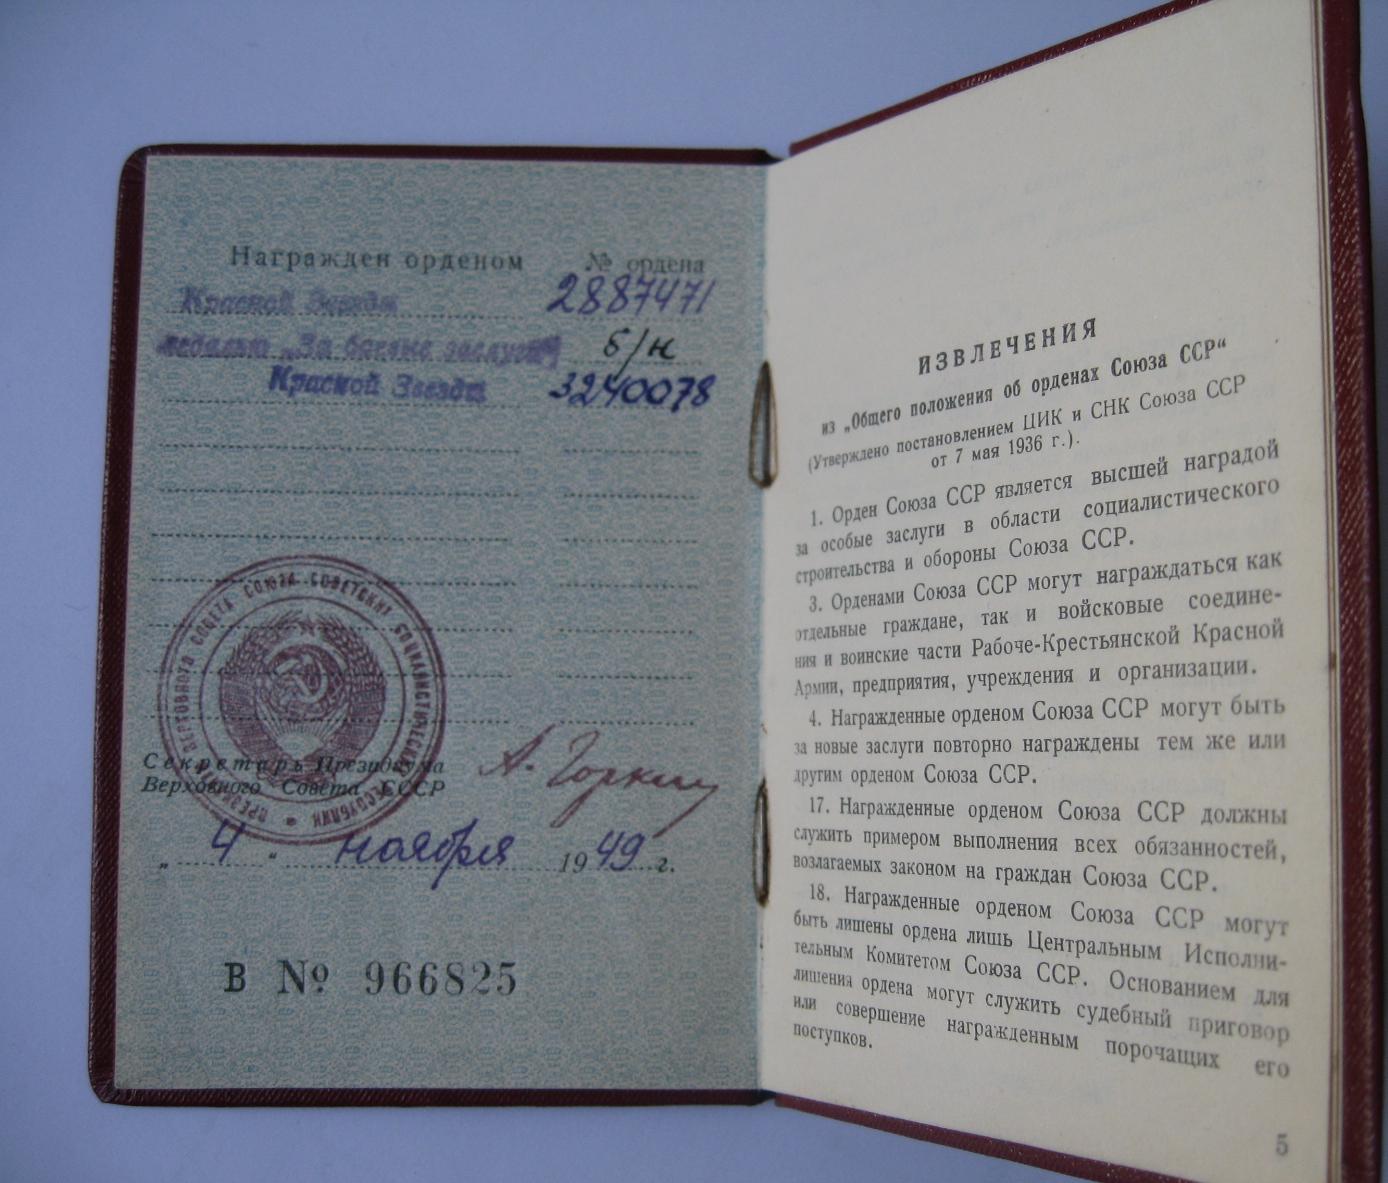 Награжден орденом № ордена
Красной Звезды 2887471
медалью „За боевые заслуги" б/н
Красной Звезды 3240078
ПРЕЗИДИУМ ВЕРХОВНОГО СОВЕТА СОЮЗА СОВЕТСКИХ СОЦИАЛИСТИЧЕСКИХ РЕСПУБЛИК
Секретарь Президиума
Верховного Совета СССР
А. Горкин
„ 4 " ноября 1949 г.
В № 966825
ИЗВЛЕЧЕНИЯ
из „Общего положения об орденах Союза ССР"
(Утверждено постановлением ЦИК и СНК Союза ССР
от 7 мая 1936 г.).
1. Орден Союза ССР является высшей наградой
за особые заслуги в области социалистического
строительства и обороны Союза ССР.
3. Орденами Союза ССР могут награждаться как
отдельные граждане, так и войсковые соедине-
ния и воинские части Рабоче-Крестьянской Красной
Армии, предприятия, учреждения и организации.
4. Награжденные орденом Союза ССР могут быть
за новые заслуги повторно награждены тем же или
другим орденом Союза ССР.
17. Награжденные орденом Союза ССР должны
служить примером выполнения всех обязанностей,
возлагаемых законом на граждан Союза ССР.
18. Награжденные орденом Союза ССР могут
быть лишены ордена лишь Центральным Исполни-
тельным Комитетом Союза ССР. Основанием для
лишения ордена могут служить судебный приговор
или совершение награжденным порочащих его
поступков.
5